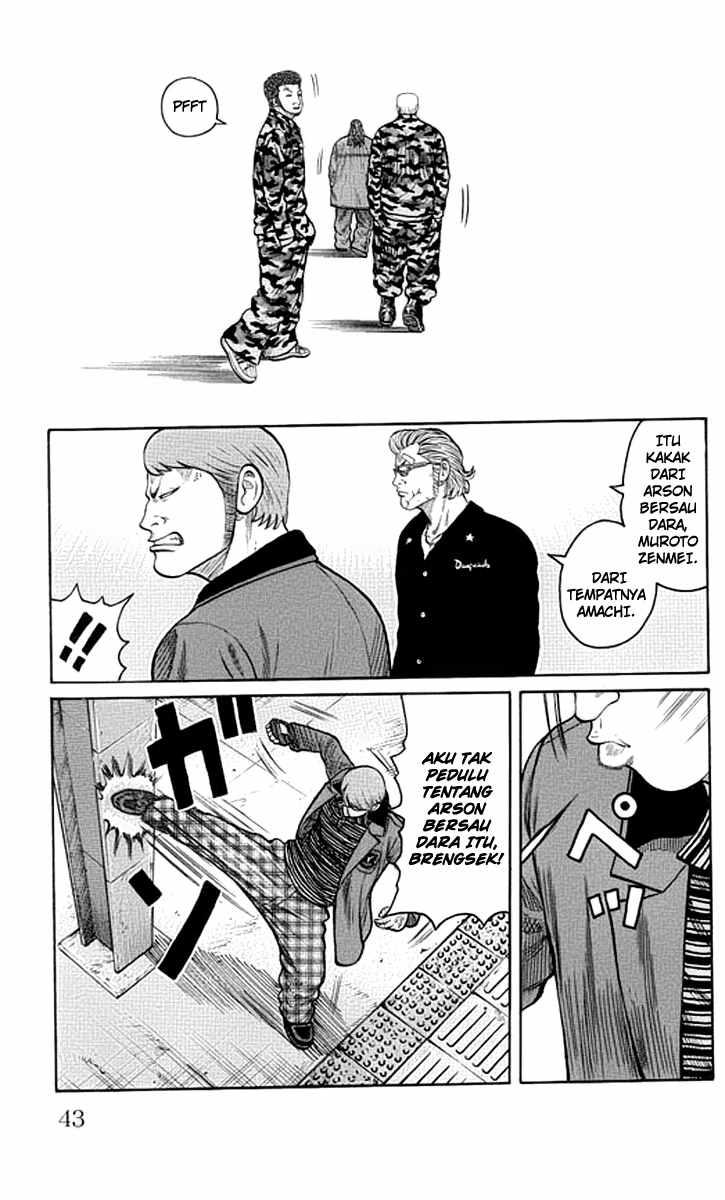 PFFT
ITU
KAKAK
DARI
ARSON
BERSAU
DARA,
MUROTO
ZENMEI.
DARI
TEMPATNYA
AMACHI.
!!
ペッ
AKU TAK
PEDULU
TENTANG
ARSON
BERSAU
DARA ITU,
BRENGSEK!
ガン
43